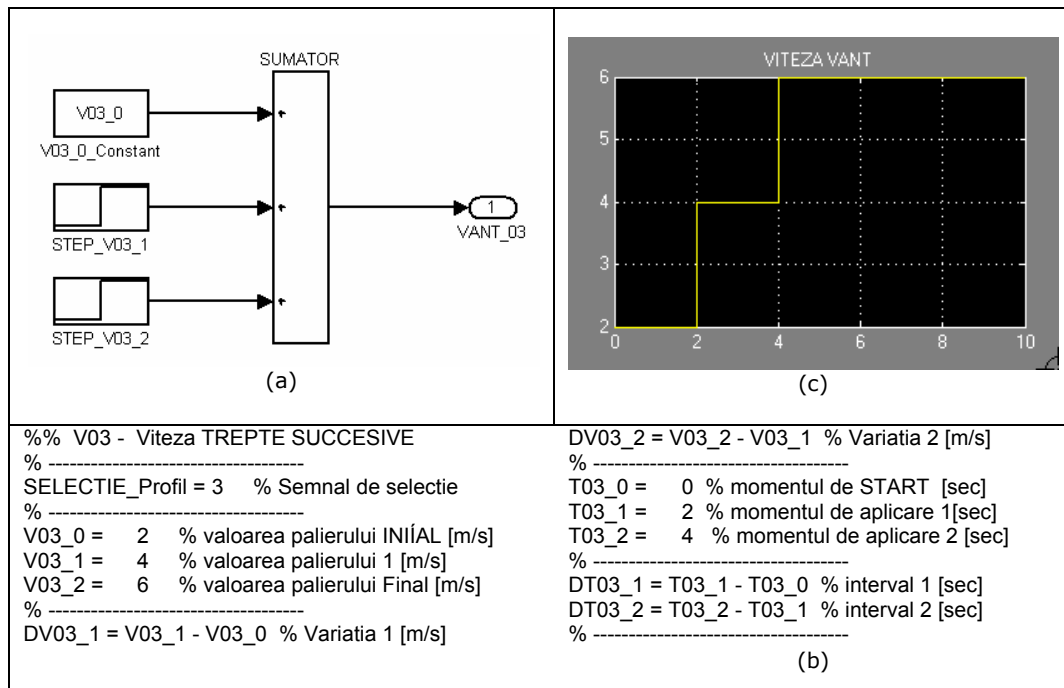 SUMATOR
V03_0
V03_0_Constant
STEP_V03_1
STEP_V03_2
1
VANT_03
(a)
VITEZA VANT
6
5
4
3
2
0 2 4 6 8 10
(c)
%% V03 - Viteza TREPTE SUCCESIVE
% ------------------------------------
SELECTIE_Profil = 3 % Semnal de selectie
% ------------------------------------
V03_0 = 2 % valoarea palierului INIÍAL [m/s]
V03_1 = 4 % valoarea palierului 1 [m/s]
V03_2 = 6 % valoarea palierului Final [m/s]
% ------------------------------------
DV03_1 = V03_1 - V03_0 % Variatia 1 [m/s]
DV03_2 = V03_2 - V03_1 % Variatia 2 [m/s]
% ------------------------------------
T03_0 = 0 % momentul de START [sec]
T03_1 = 2 % momentul de aplicare 1[sec]
T03_2 = 4 % momentul de aplicare 2 [sec]
% ------------------------------------
DT03_1 = T03_1 - T03_0 % interval 1 [sec]
DT03_2 = T03_2 - T03_1 % interval 2 [sec]
% ------------------------------------
(b)